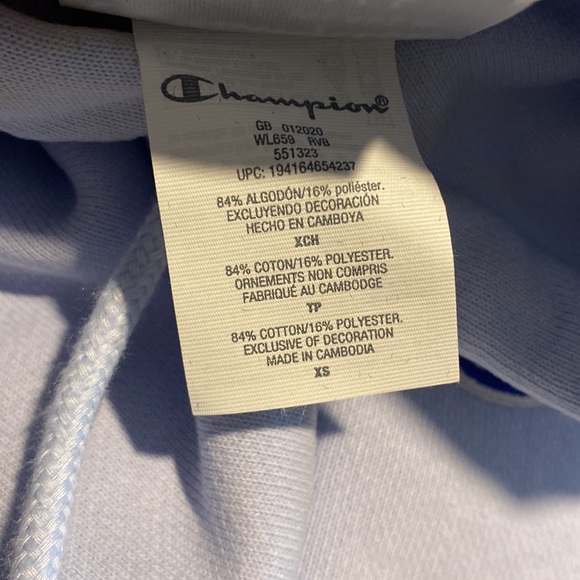 Champion®
GB 012020
WL659 RVB
551323
UPC: 194164654237
84% ALGODÓN/16% poliéster.
EXCLUYENDO DECORACIÓN
HECHO EN CAMBOYA
XCH
84% COTON/16% POLYESTER.
ORNEMENTS NON COMPRIS
FABRIQUÉ AU CAMBODGE
TP
84% COTTON/16% POLYESTER.
EXCLUSIVE OF DECORATION
MADE IN CAMBODIA
XS